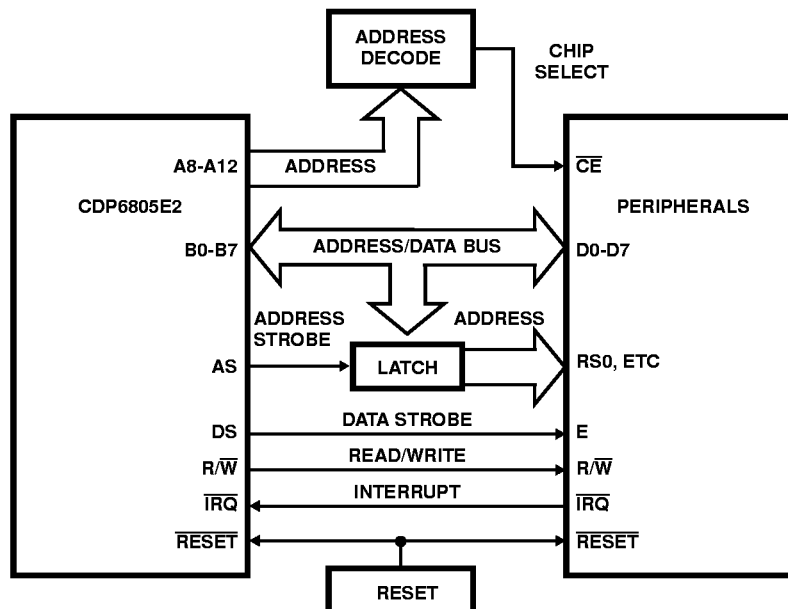 ADDRESS
DECODE
CHIP
SELECT
A8-A12
ADDRESS
CE
CDP6805E2
PERIPHERALS
B0-B7
ADDRESS/DATA BUS
D0-D7
ADDRESS
STROBE
ADDRESS
AS
LATCH
RS0, ETC
DS
DATA STROBE
E
R/W
READ/WRITE
R/W
IRQ
INTERRUPT
IRQ
RESET
RESET
RESET